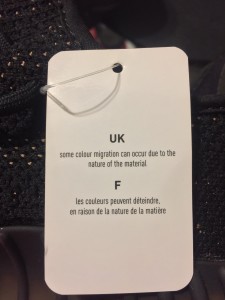 UK
some colour migration can occur due to the
nature of the material
F
les couleurs peuvent déteindre,
en raison de la nature de la matière